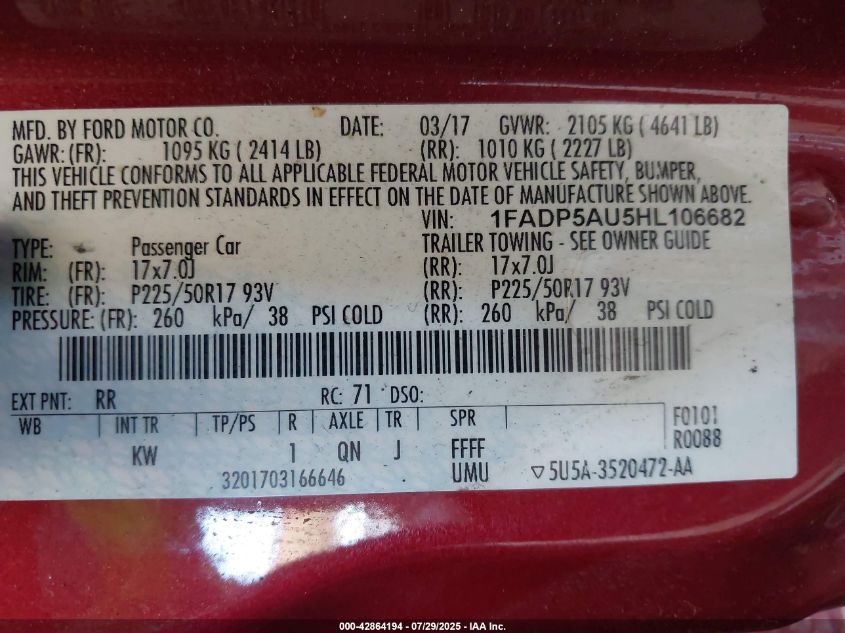 MFD. BY FORD MOTOR CO. DATE: 03/17 GVWR: 2105 KG ( 4641 LB)
GAWR: (FR): 1095 KG ( 2414 LB) (RR): 1010 KG ( 2227 LB)
THIS VEHICLE CONFORMS TO ALL APPLICABLE FEDERAL MOTOR VEHICLE SAFETY, BUMPER,
AND THEFT PREVENTION STANDARDS IN EFFECT ON THE DATE OF MANUFACTURE SHOWN ABOVE.
VIN: 1FADP5AU5HL106682
TYPE: Passenger Car TRAILER TOWING - SEE OWNER GUIDE
RIM: (FR): 17x7.0J (RR): 17x7.0J
TIRE: (FR): P225/50R17 93V (RR): P225/50R17 93V
PRESSURE: (FR): 260 kPa/ 38 PSI COLD (RR): 260 kPa/ 38 PSI COLD
EXT PNT: RR RC: 71 DSO:
WB INT TR TP/PS R AXLE TR SPR F0101
KW 1 QN J FFFF R0088
3201703166646 UMU ▽5U5A-3520472-AA
000-42864194 - 07/29/2025 - IAA Inc.